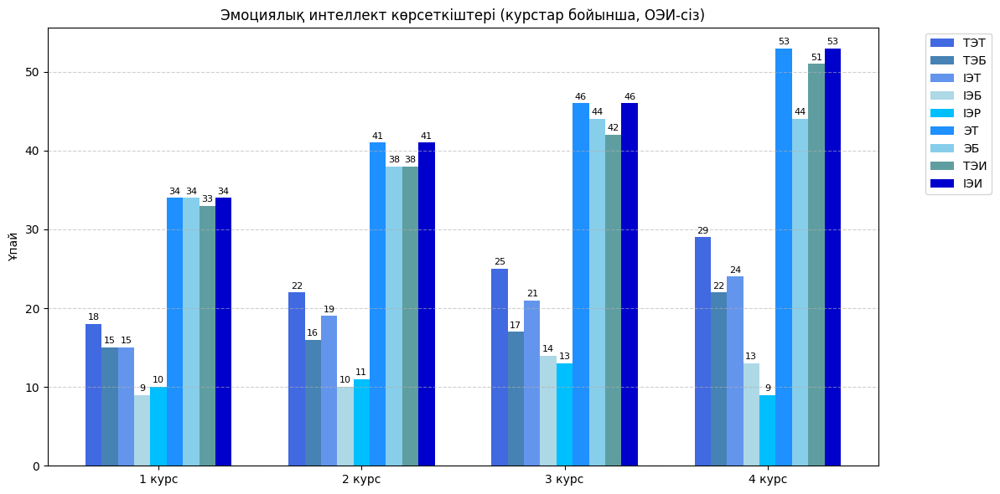 Эмоциялық интеллект көрсеткіштері (курстар бойынша, ОЭИ-сіз)
Ұпай
50
40
30
20
10
0
18 15 15 9 10 34 34 33 34
22 16 19 10 11 41 38 38 41
25 17 21 14 13 46 44 42 46
29 22 24 13 9 53 44 51 53
1 курс 2 курс 3 курс 4 курс
ТЭТ
ТЭБ
ІЭТ
ІЭБ
ІЭР
ЭТ
ЭБ
ТЭИ
ІЭИ